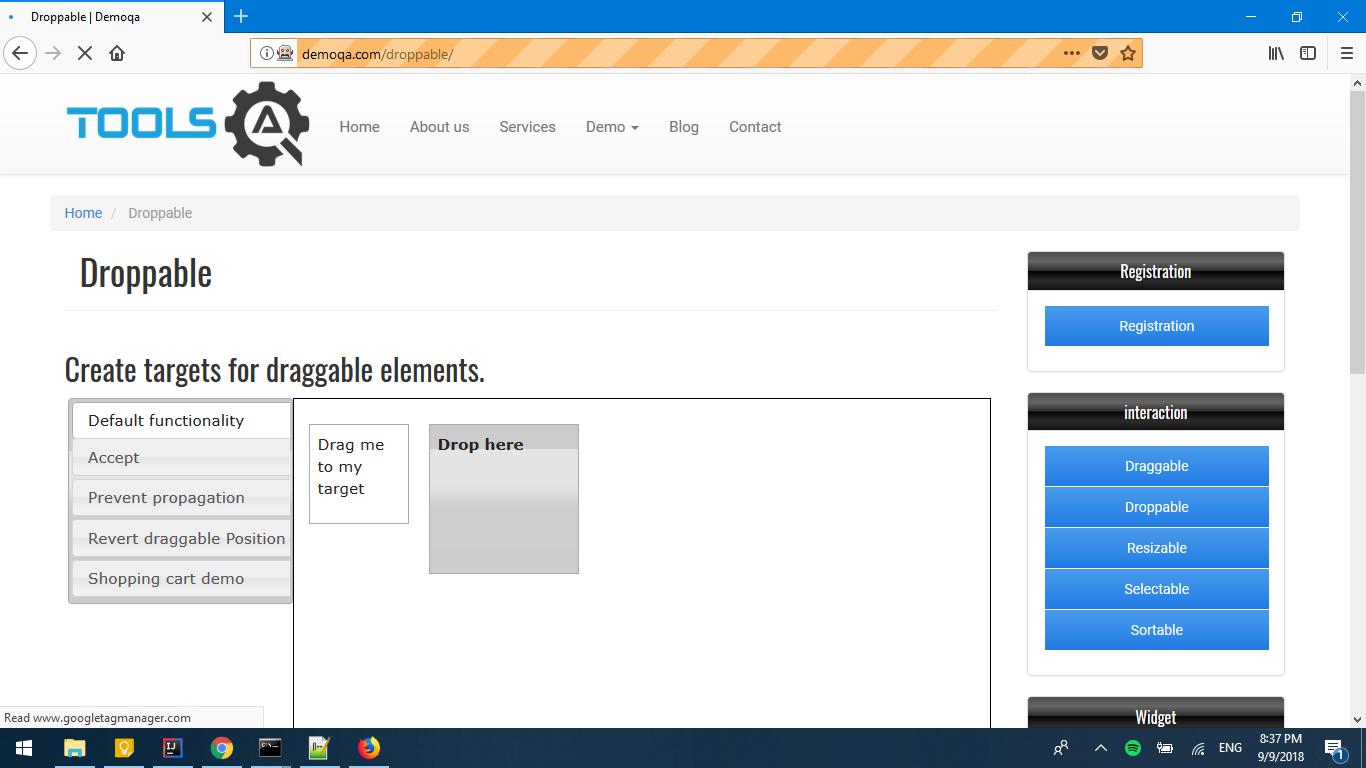 Droppable | Demoqa
demoqa.com/droppable/
TOOLS QA
Home
About us
Services
Demo
Blog
Contact
Home / Droppable
Droppable
Create targets for draggable elements.
Default functionality
Accept
Prevent propagation
Revert draggable Position
Shopping cart demo
Drag me
to my
target
Drop here
Registration
Registration
interaction
Draggable
Droppable
Resizable
Selectable
Sortable
Widget
Read www.googletagmanager.com
ENG
8:37 PM
9/9/2018
1